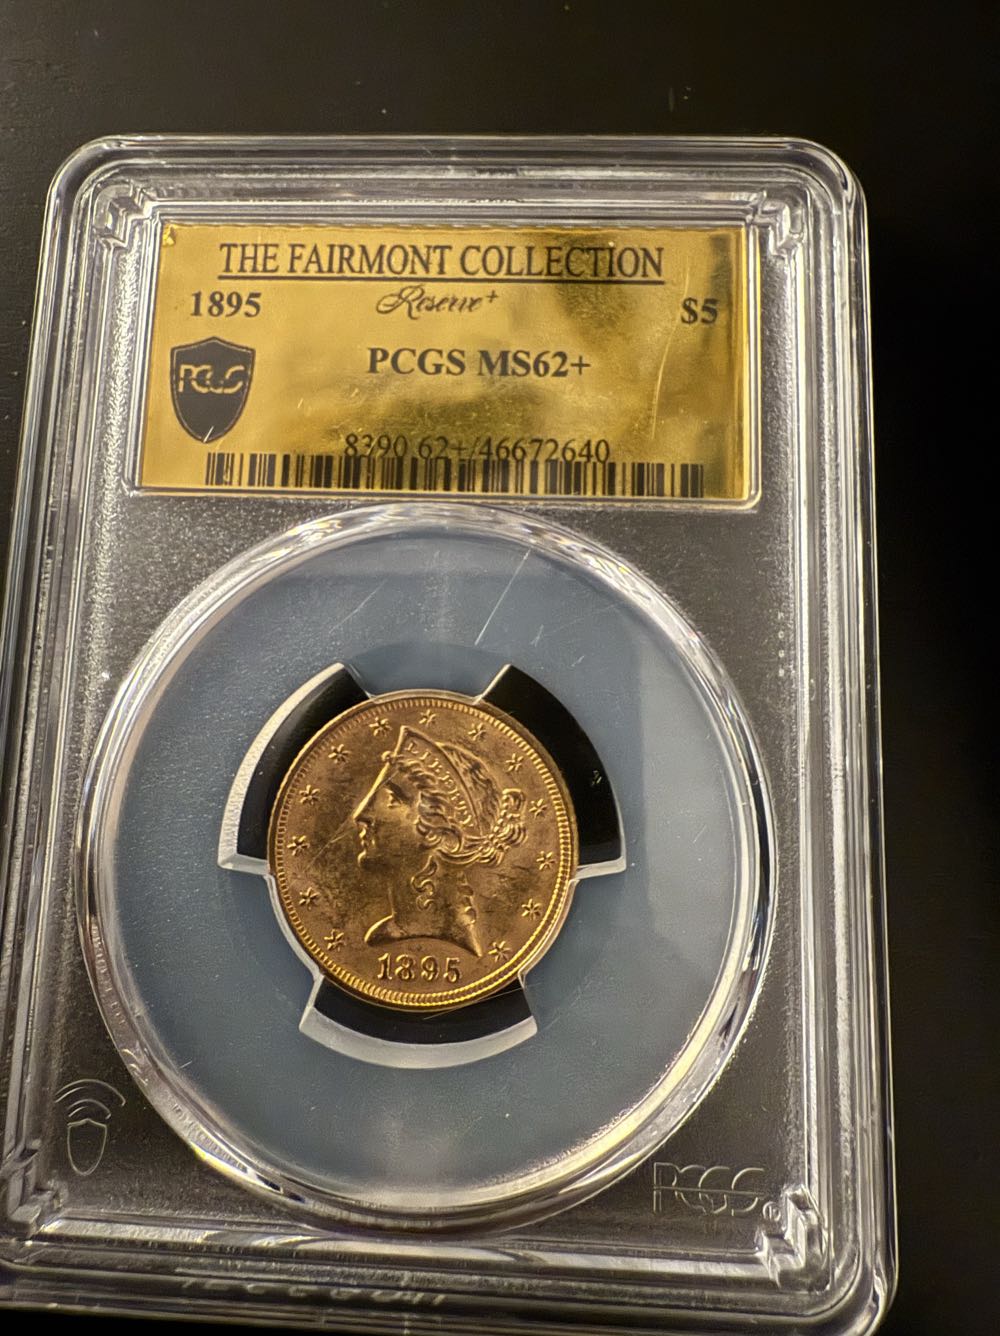 THE FAIRMONT COLLECTION
1895 Reserve+ $5
PCGS PCGS MS62+
8390 62+/46672640
LIBERTY
1895
PCGS